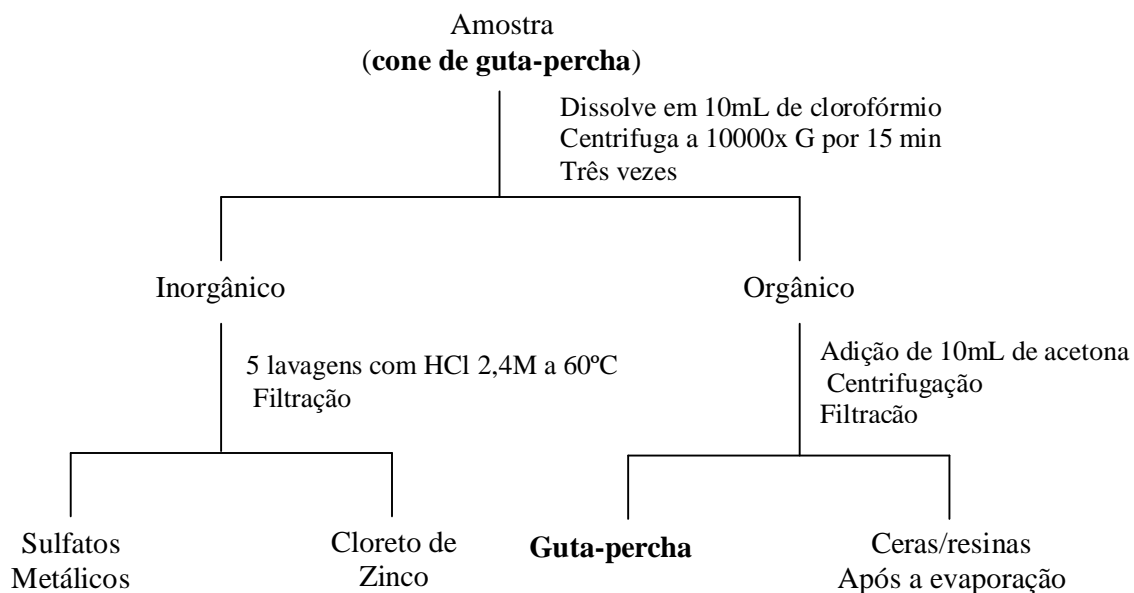 Amostra
(cone de guta-percha)
Dissolve em 10mL de clorofórmio
Centrifuga a 10000x G por 15 min
Três vezes
Inorgânico
Orgânico
5 lavagens com HCl 2,4M a 60ºC
Filtração
Adição de 10mL de acetona
Centrifugação
Filtracão
Sulfatos
Metálicos
Cloreto de
Zinco
Guta-percha
Ceras/resinas
Após a evaporação